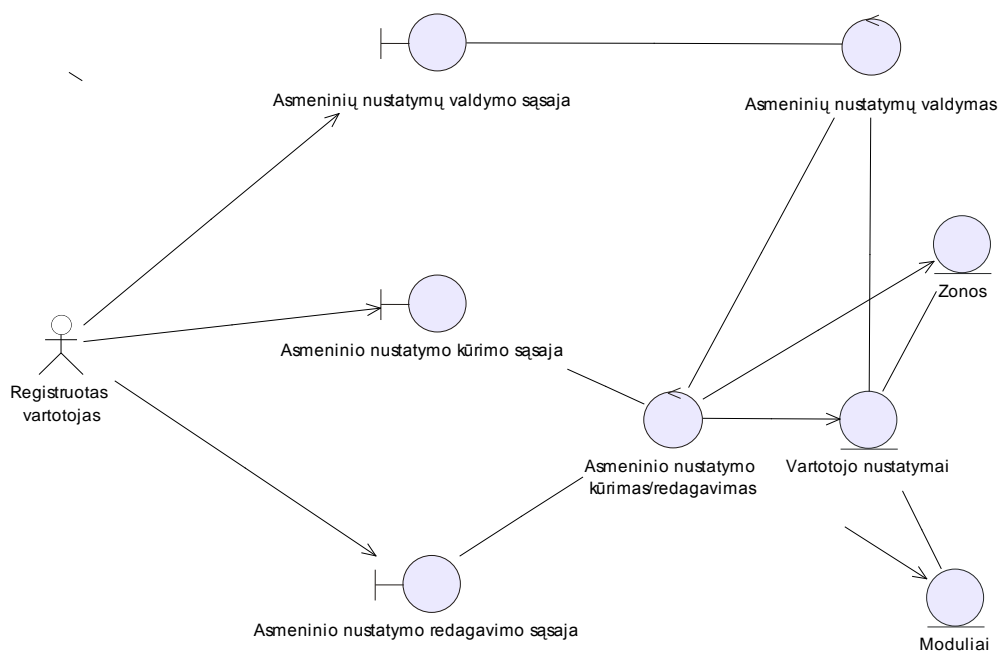 Asmeninių nustatymų valdymo sąsaja
Asmeninių nustatymų valdymas
Zonos
Asmeninio nustatymo kūrimo sąsaja
Registruotas
vartotojas
Asmeninio nustatymo
kūrimas/redagavimas
Vartotojo nustatymai
Asmeninio nustatymo redagavimo sąsaja
Moduliai